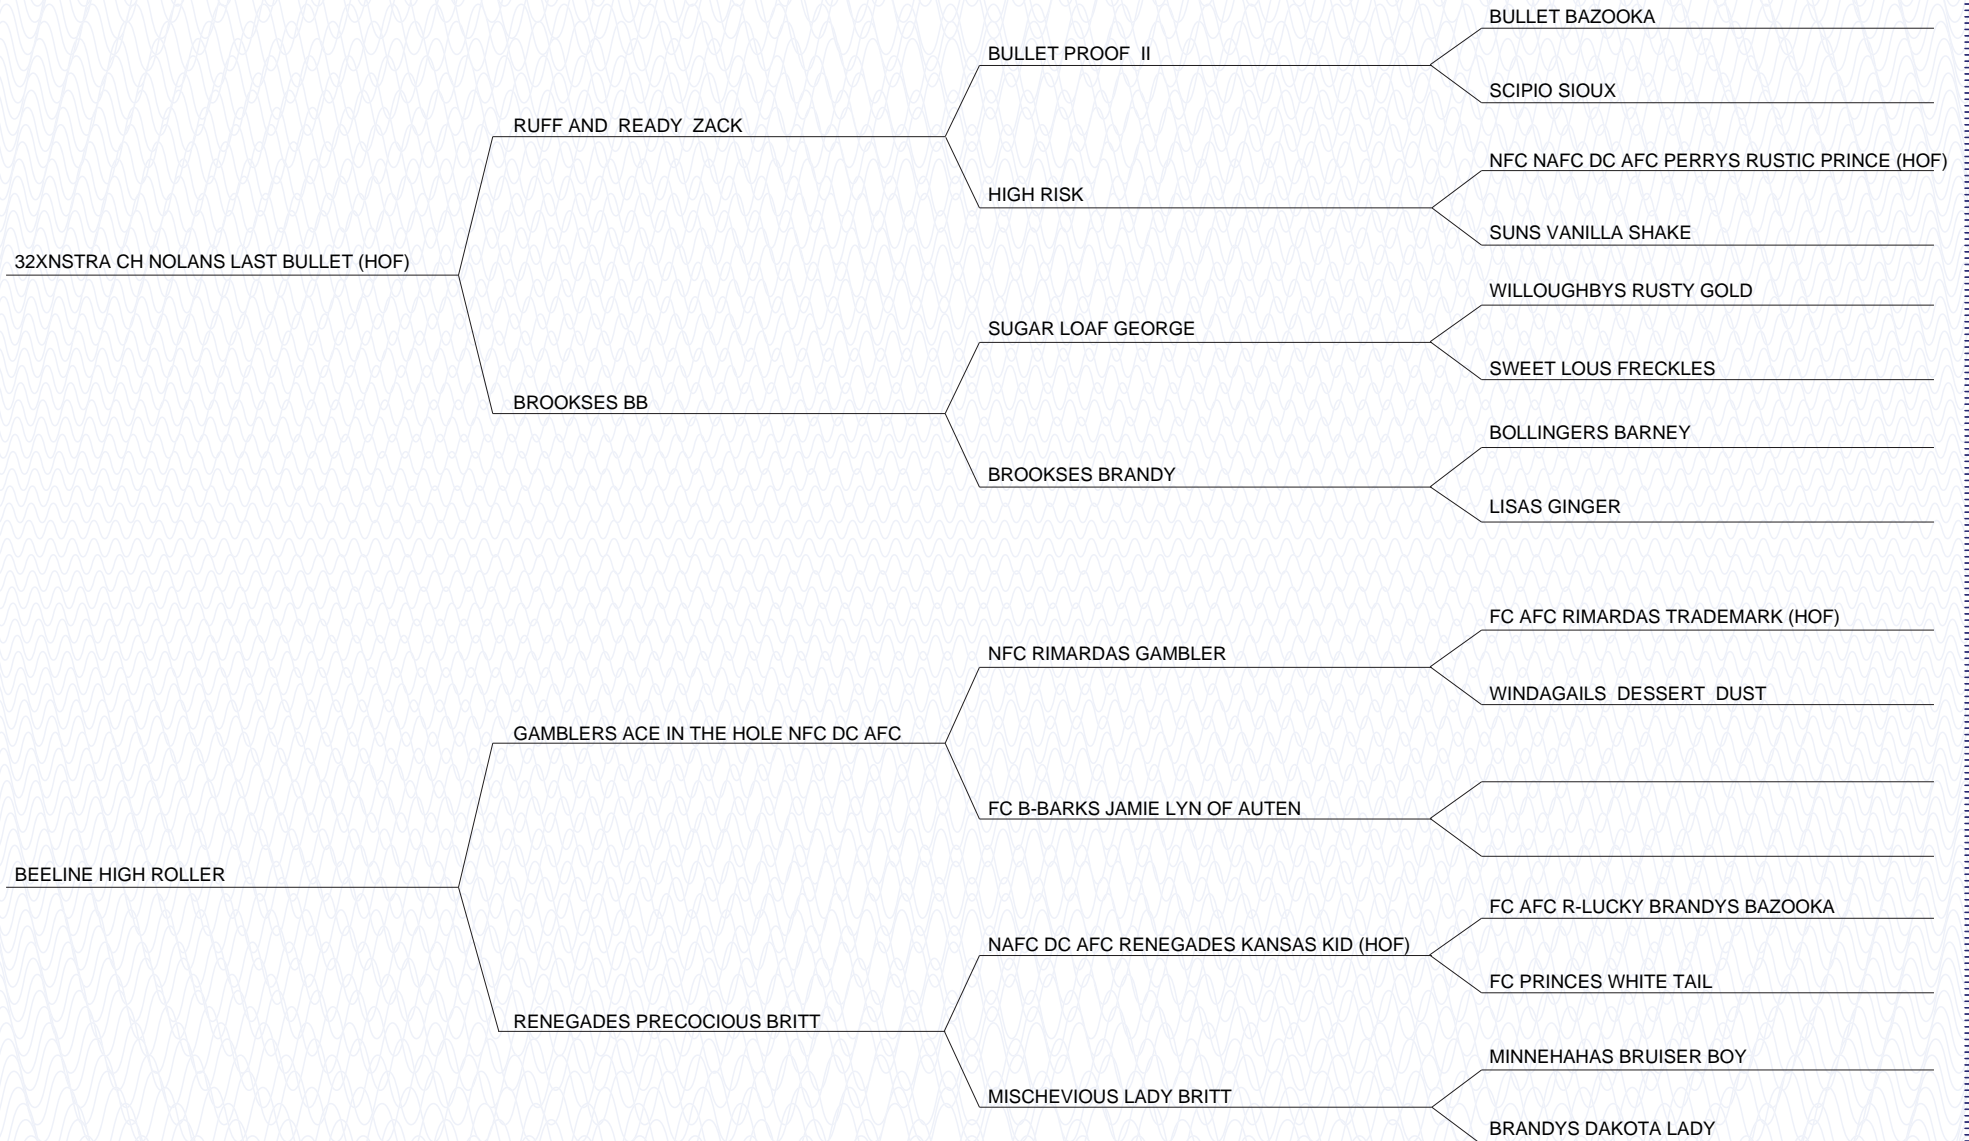 BULLET BAZOOKA
BULLET PROOF  II
SCIPIO SIOUX
RUFF AND  READY  ZACK
NFC NAFC DC AFC PERRYS RUSTIC PRINCE (HOF)
HIGH RISK
SUNS VANILLA SHAKE
32XNSTRA CH NOLANS LAST BULLET (HOF)
WILLOUGHBYS RUSTY GOLD
SUGAR LOAF GEORGE
SWEET LOUS FRECKLES
BROOKSES BB
BOLLINGERS BARNEY
BROOKSES BRANDY
LISAS GINGER
FC AFC RIMARDAS TRADEMARK (HOF)
NFC RIMARDAS GAMBLER
WINDAGAILS  DESSERT  DUST
GAMBLERS ACE IN THE HOLE NFC DC AFC
FC B-BARKS JAMIE LYN OF AUTEN
BEELINE HIGH ROLLER
FC AFC R-LUCKY BRANDYS BAZOOKA
NAFC DC AFC RENEGADES KANSAS KID (HOF)
FC PRINCES WHITE TAIL
RENEGADES PRECOCIOUS BRITT
MINNEHAHAS BRUISER BOY
MISCHEVIOUS LADY BRITT
BRANDYS DAKOTA LADY